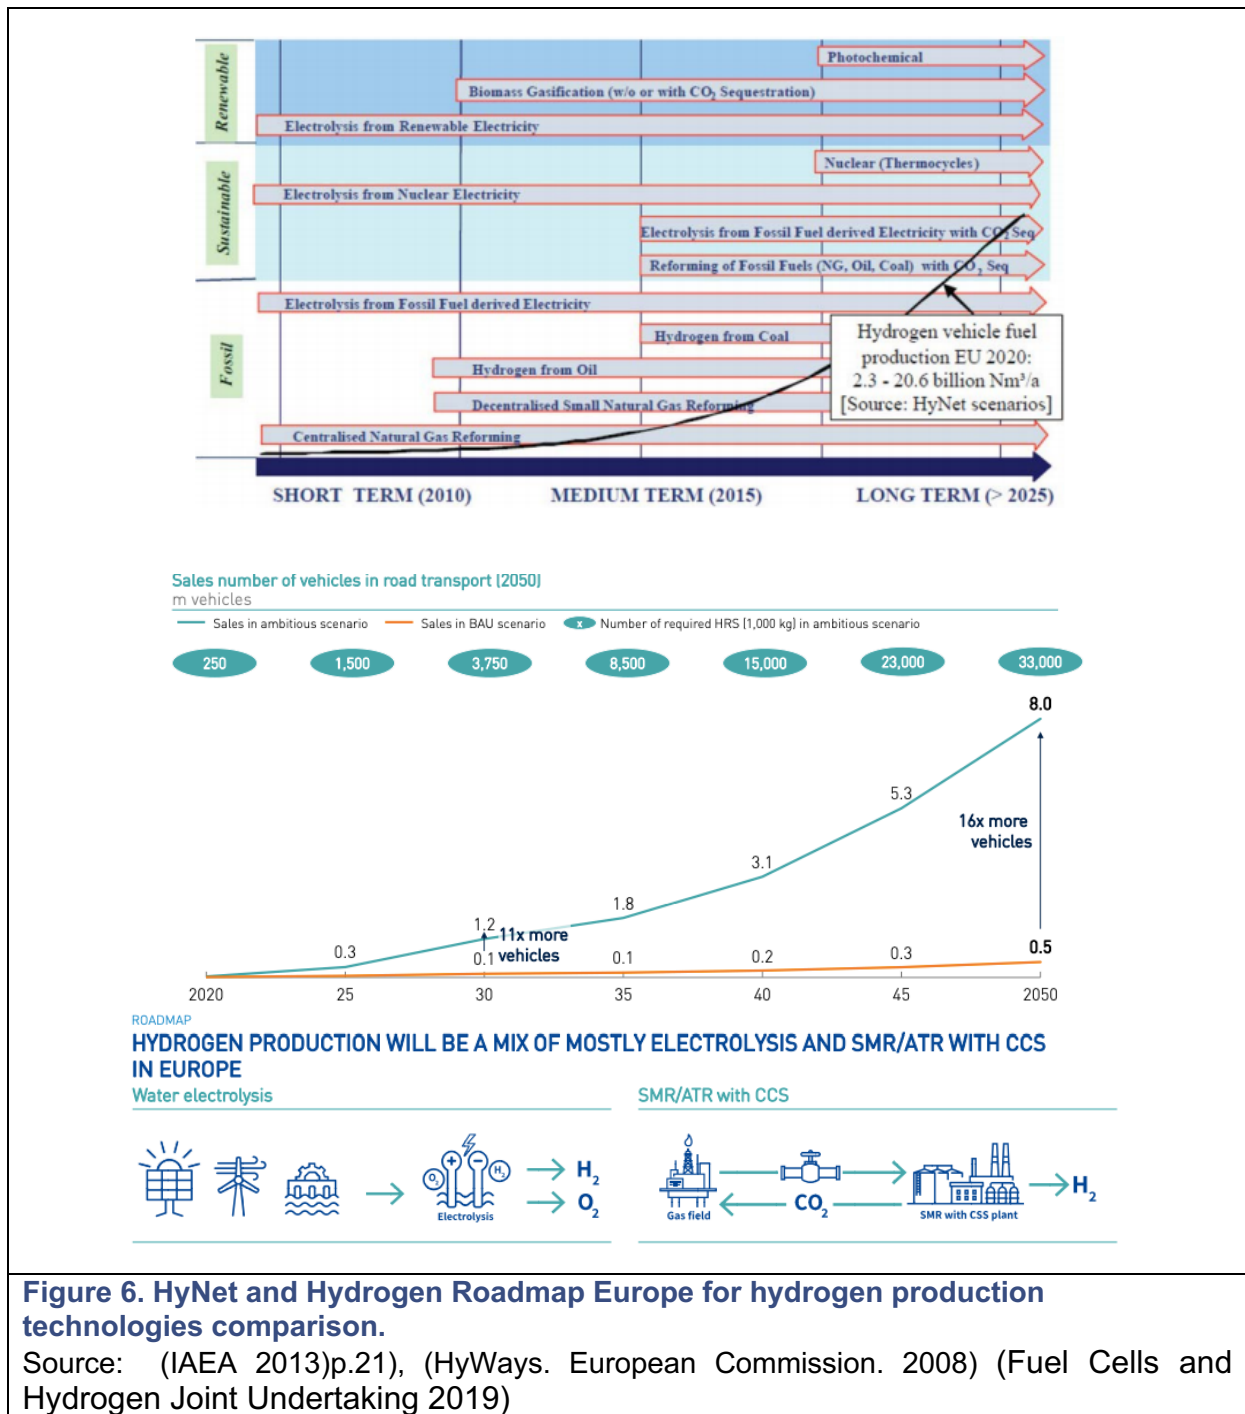 Renewable
Photochemical
Biomass Gasification (w/o or with CO2 Sequestration)
Electrolysis from Renewable Electricity
Sustainable
Nuclear (Thermocycles)
Electrolysis from Nuclear Electricity
Electrolysis from Fossil Fuel derived Electricity with CO2 Seq
Reforming of Fossil Fuels (NG, Oil, Coal) with CO2 Seq
Fossil
Electrolysis from Fossil Fuel derived Electricity
Hydrogen from Coal
Hydrogen from Oil
Decentralised Small Natural Gas Reforming
Centralised Natural Gas Reforming
Hydrogen vehicle fuel
production EU 2020:
2.3 - 20.6 billion Nm³/a
[Source: HyNet scenarios]
SHORT TERM (2010) MEDIUM TERM (2015) LONG TERM (> 2025)
Sales number of vehicles in road transport (2050)
m vehicles
Sales in ambitious scenario Sales in BAU scenario x Number of required HRS (1,000 kg) in ambitious scenario
250 1,500 3,750 8,500 15,000 23,000 33,000
8.0
5.3
16x more
vehicles
3.1
1.8
1.2
11x more
vehicles
0.3 0.1 0.1 0.2 0.3 0.5
2020 25 30 35 40 45 2050
ROADMAP
HYDROGEN PRODUCTION WILL BE A MIX OF MOSTLY ELECTROLYSIS AND SMR/ATR WITH CCS
IN EUROPE
Water electrolysis SMR/ATR with CCS
O2 H2
Electrolysis
H2
O2
Gas field
CO2
SMR with CSS plant
H2
Figure 6. HyNet and Hydrogen Roadmap Europe for hydrogen production
technologies comparison.
Source: (IAEA 2013)p.21), (HyWays. European Commission. 2008) (Fuel Cells and
Hydrogen Joint Undertaking 2019)